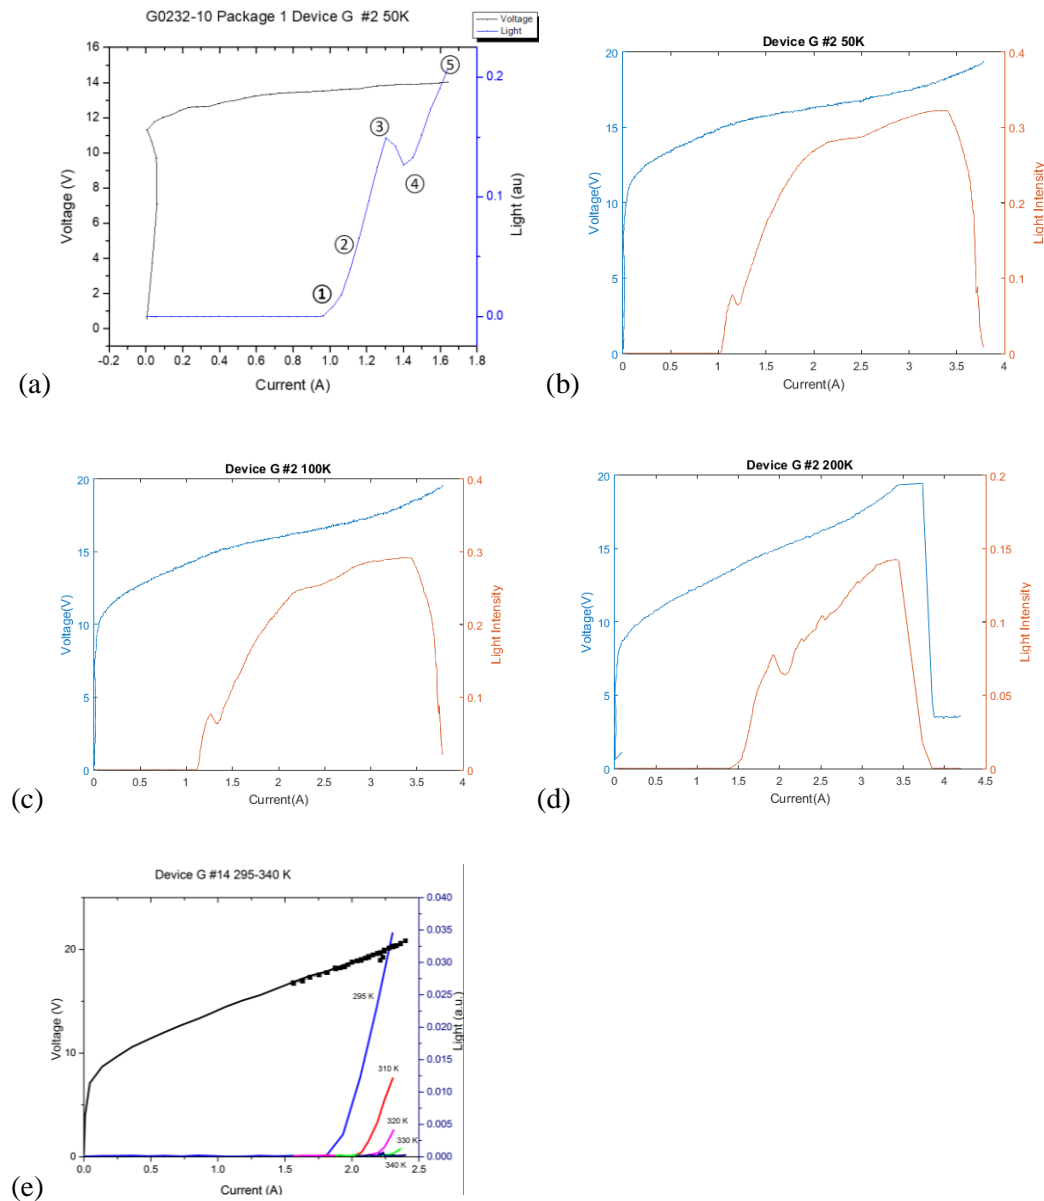 G0232-10 Package 1 Device G #2 50K
Voltage
Light
16
14
12
10
8
6
4
2
0
Voltage (V)
0.2
0.1
0.0
Light (au)
①
②
③
④
⑤
-0.2 0.0 0.2 0.4 0.6 0.8 1.0 1.2 1.4 1.6 1.8
Current (A)
(a)
Device G #2 50K
20
15
10
5
0
Voltage(V)
0.4
0.3
0.2
0.1
0
Light Intensity
0 0.5 1 1.5 2 2.5 3 3.5 4
Current(A)
(b)
Device G #2 100K
20
15
10
5
0
Voltage(V)
0.4
0.3
0.2
0.1
0
Light Intensity
0 0.5 1 1.5 2 2.5 3 3.5 4
Current(A)
(c)
Device G #2 200K
20
15
10
5
0
Voltage(V)
0.2
0.15
0.1
0.05
0
Light Intensity
0 0.5 1 1.5 2 2.5 3 3.5 4 4.5
Current(A)
(d)
Device G #14 295-340 K
20
10
0
Voltage (V)
0.040
0.035
0.030
0.025
0.020
0.015
0.010
0.005
0.000
Light (a.u.)
295 K
310 K
320 K
330 K
340 K
0.0 0.5 1.0 1.5 2.0 2.5
Current (A)
(e)